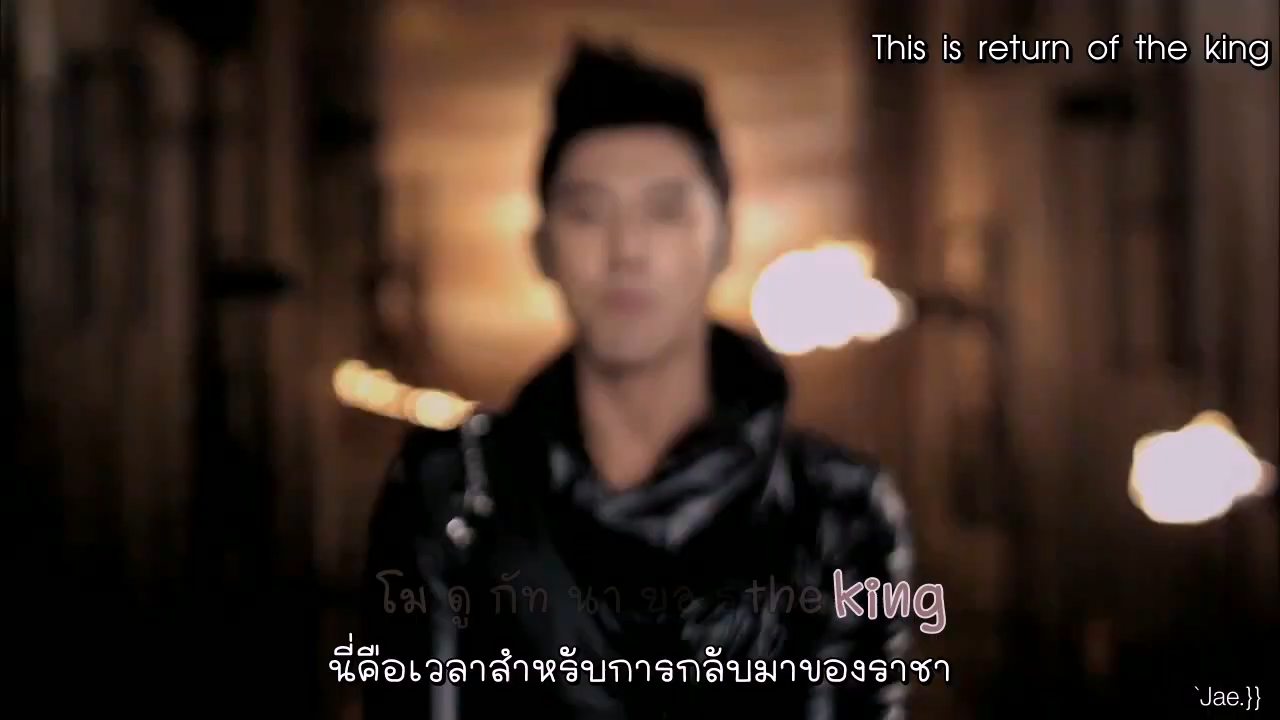 This is return of the king
โม ดู กัท นา the king
นี่คือเวลาสำหรับการกลับมาของราชา
`Jae.}}